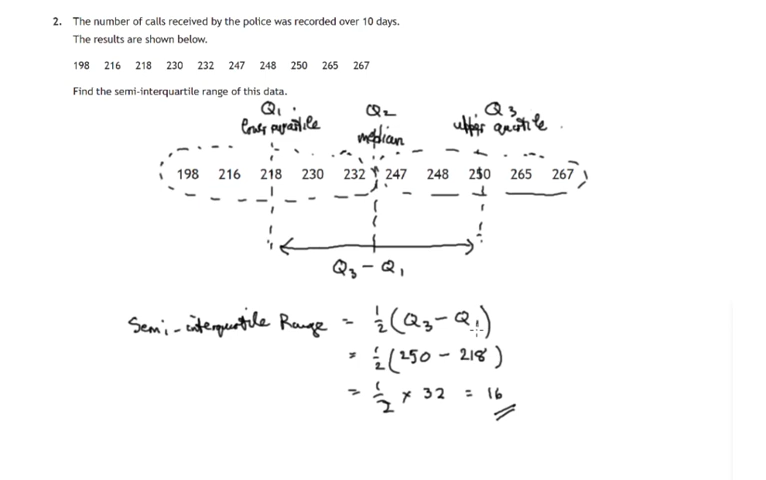 2. The number of calls received by the police was recorded over 10 days.
The results are shown below.
198 216 218 230 232 247 248 250 265 267
Find the semi-interquartile range of this data.
Q₁ Q₂ Q₃
median upper
198 216 218 230 232 247 248 250 265 267
Q₃ - Q₁
Semi-interquartile Range = ½(Q₃ - Q₁)
= ½(250 - 218)
= ½ × 32 = 16